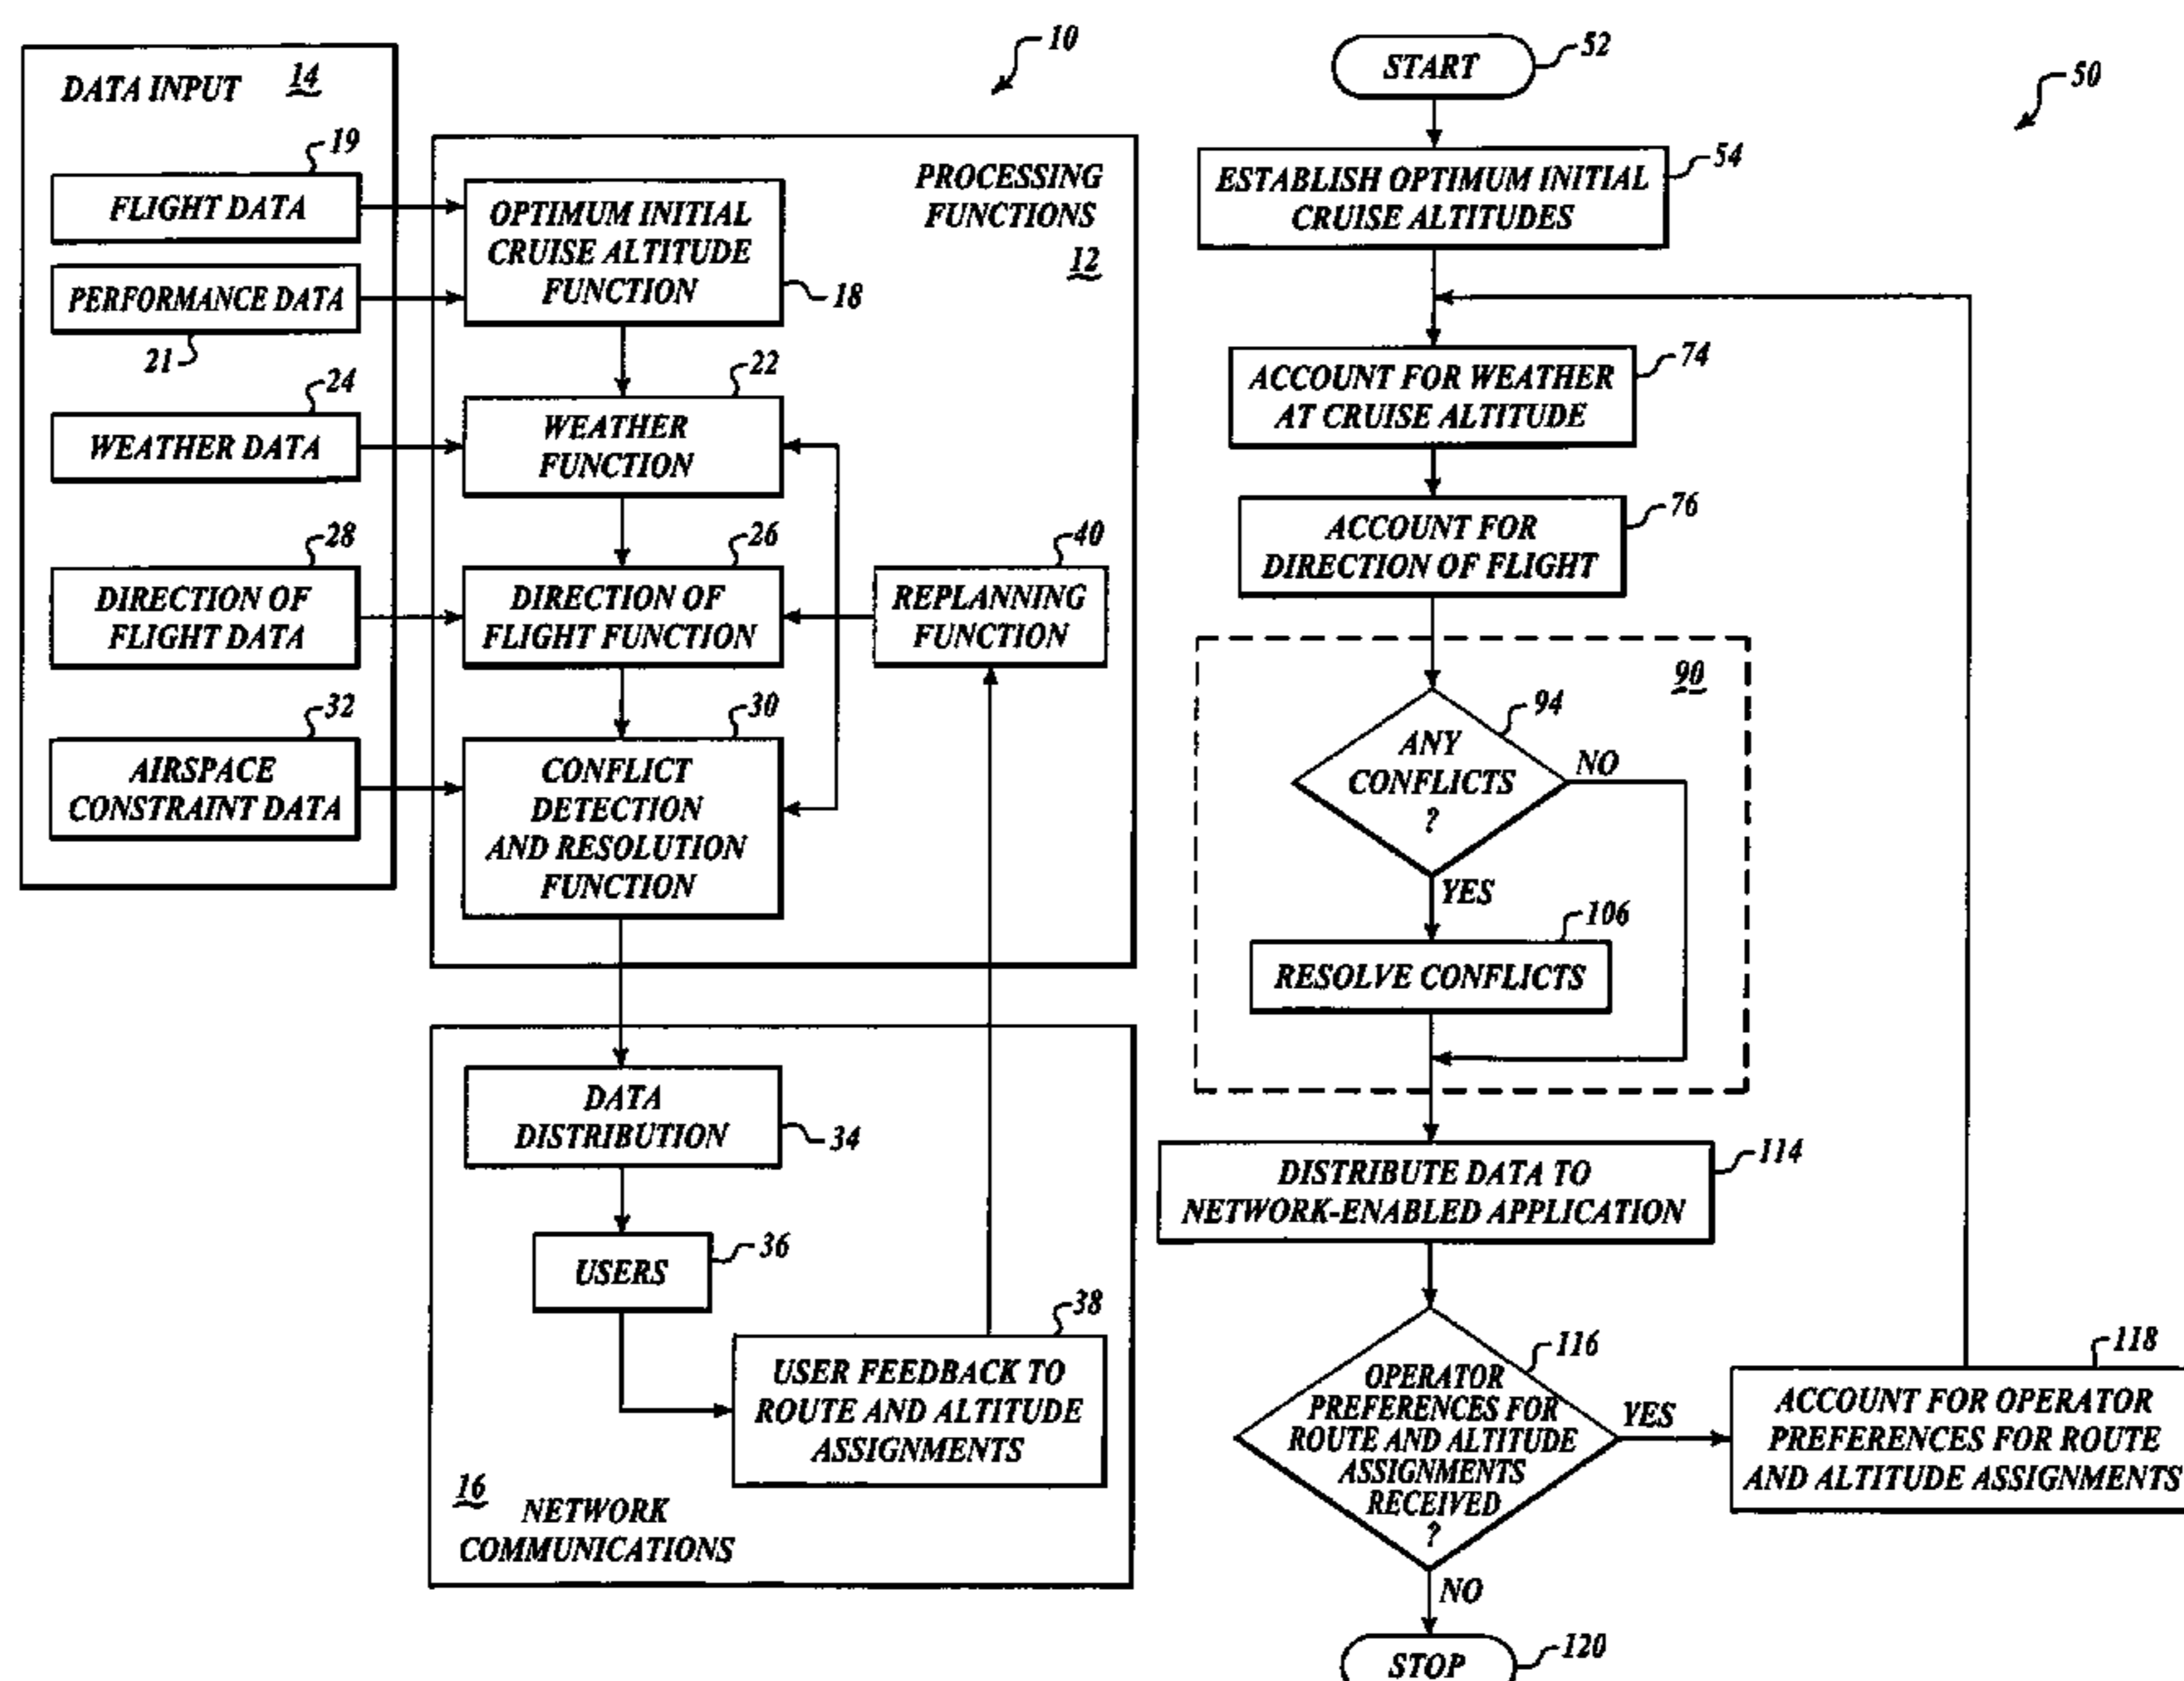 10
DATA INPUT 14
19
FLIGHT DATA
PERFORMANCE DATA
21
24
WEATHER DATA
28
DIRECTION OF
FLIGHT DATA
32
AIRSPACE
CONSTRAINT DATA
PROCESSING
FUNCTIONS
12
OPTIMUM INITIAL
CRUISE ALTITUDE
FUNCTION
18
22
WEATHER
FUNCTION
26
DIRECTION OF
FLIGHT FUNCTION
40
REPLANNING
FUNCTION
30
CONFLICT
DETECTION
AND RESOLUTION
FUNCTION
DATA
DISTRIBUTION
34
USERS
36
38
USER FEEDBACK TO
ROUTE AND ALTITUDE
ASSIGNMENTS
16
NETWORK
COMMUNICATIONS
50
START
52
ESTABLISH OPTIMUM INITIAL
CRUISE ALTITUDES
54
ACCOUNT FOR WEATHER
AT CRUISE ALTITUDE
74
ACCOUNT FOR
DIRECTION OF FLIGHT
76
90
94
ANY
CONFLICTS
?
NO
YES
106
RESOLVE CONFLICTS
DISTRIBUTE DATA TO
NETWORK-ENABLED APPLICATION
114
116
OPERATOR
PREFERENCES FOR
ROUTE AND ALTITUDE
ASSIGNMENTS
RECEIVED
?
YES
118
ACCOUNT FOR OPERATOR
PREFERENCES FOR ROUTE
AND ALTITUDE ASSIGNMENTS
NO
STOP
120